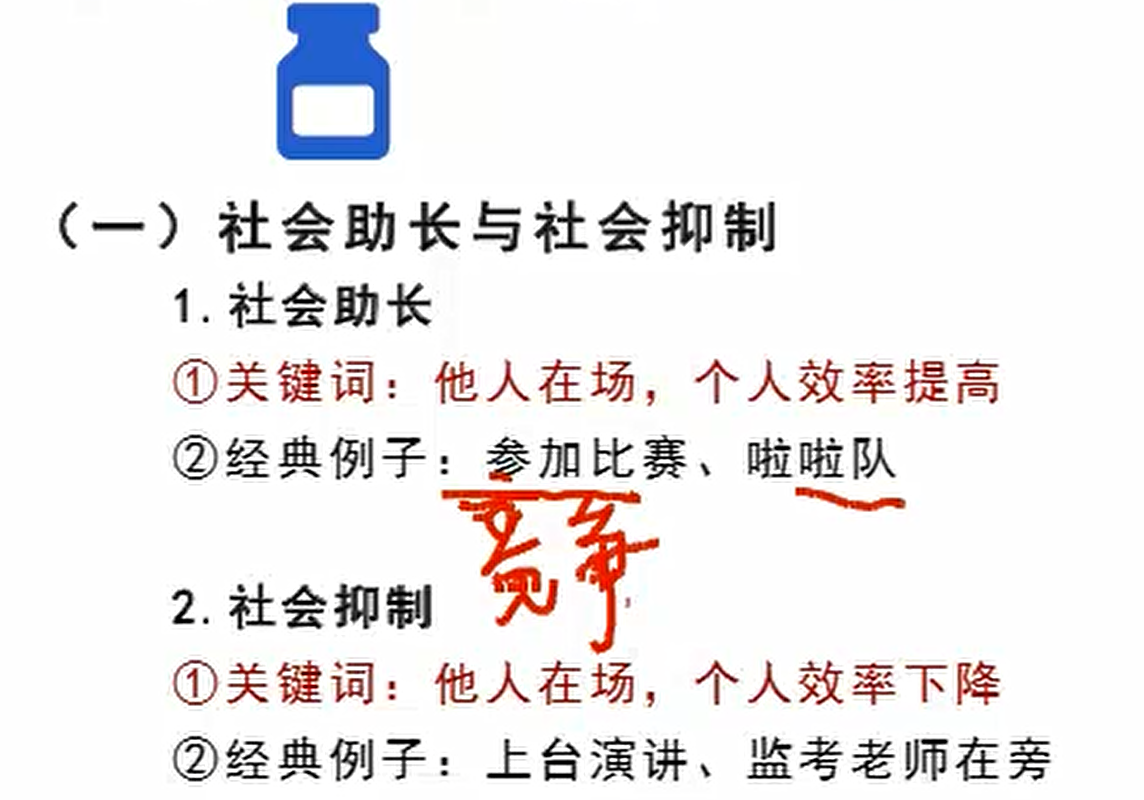 （一）社会助长与社会抑制
1.社会助长
①关键词：他人在场，个人效率提高
②经典例子：参加比赛、啦啦队
竞争
2.社会抑制
①关键词：他人在场，个人效率下降
②经典例子：上台演讲、监考老师在旁